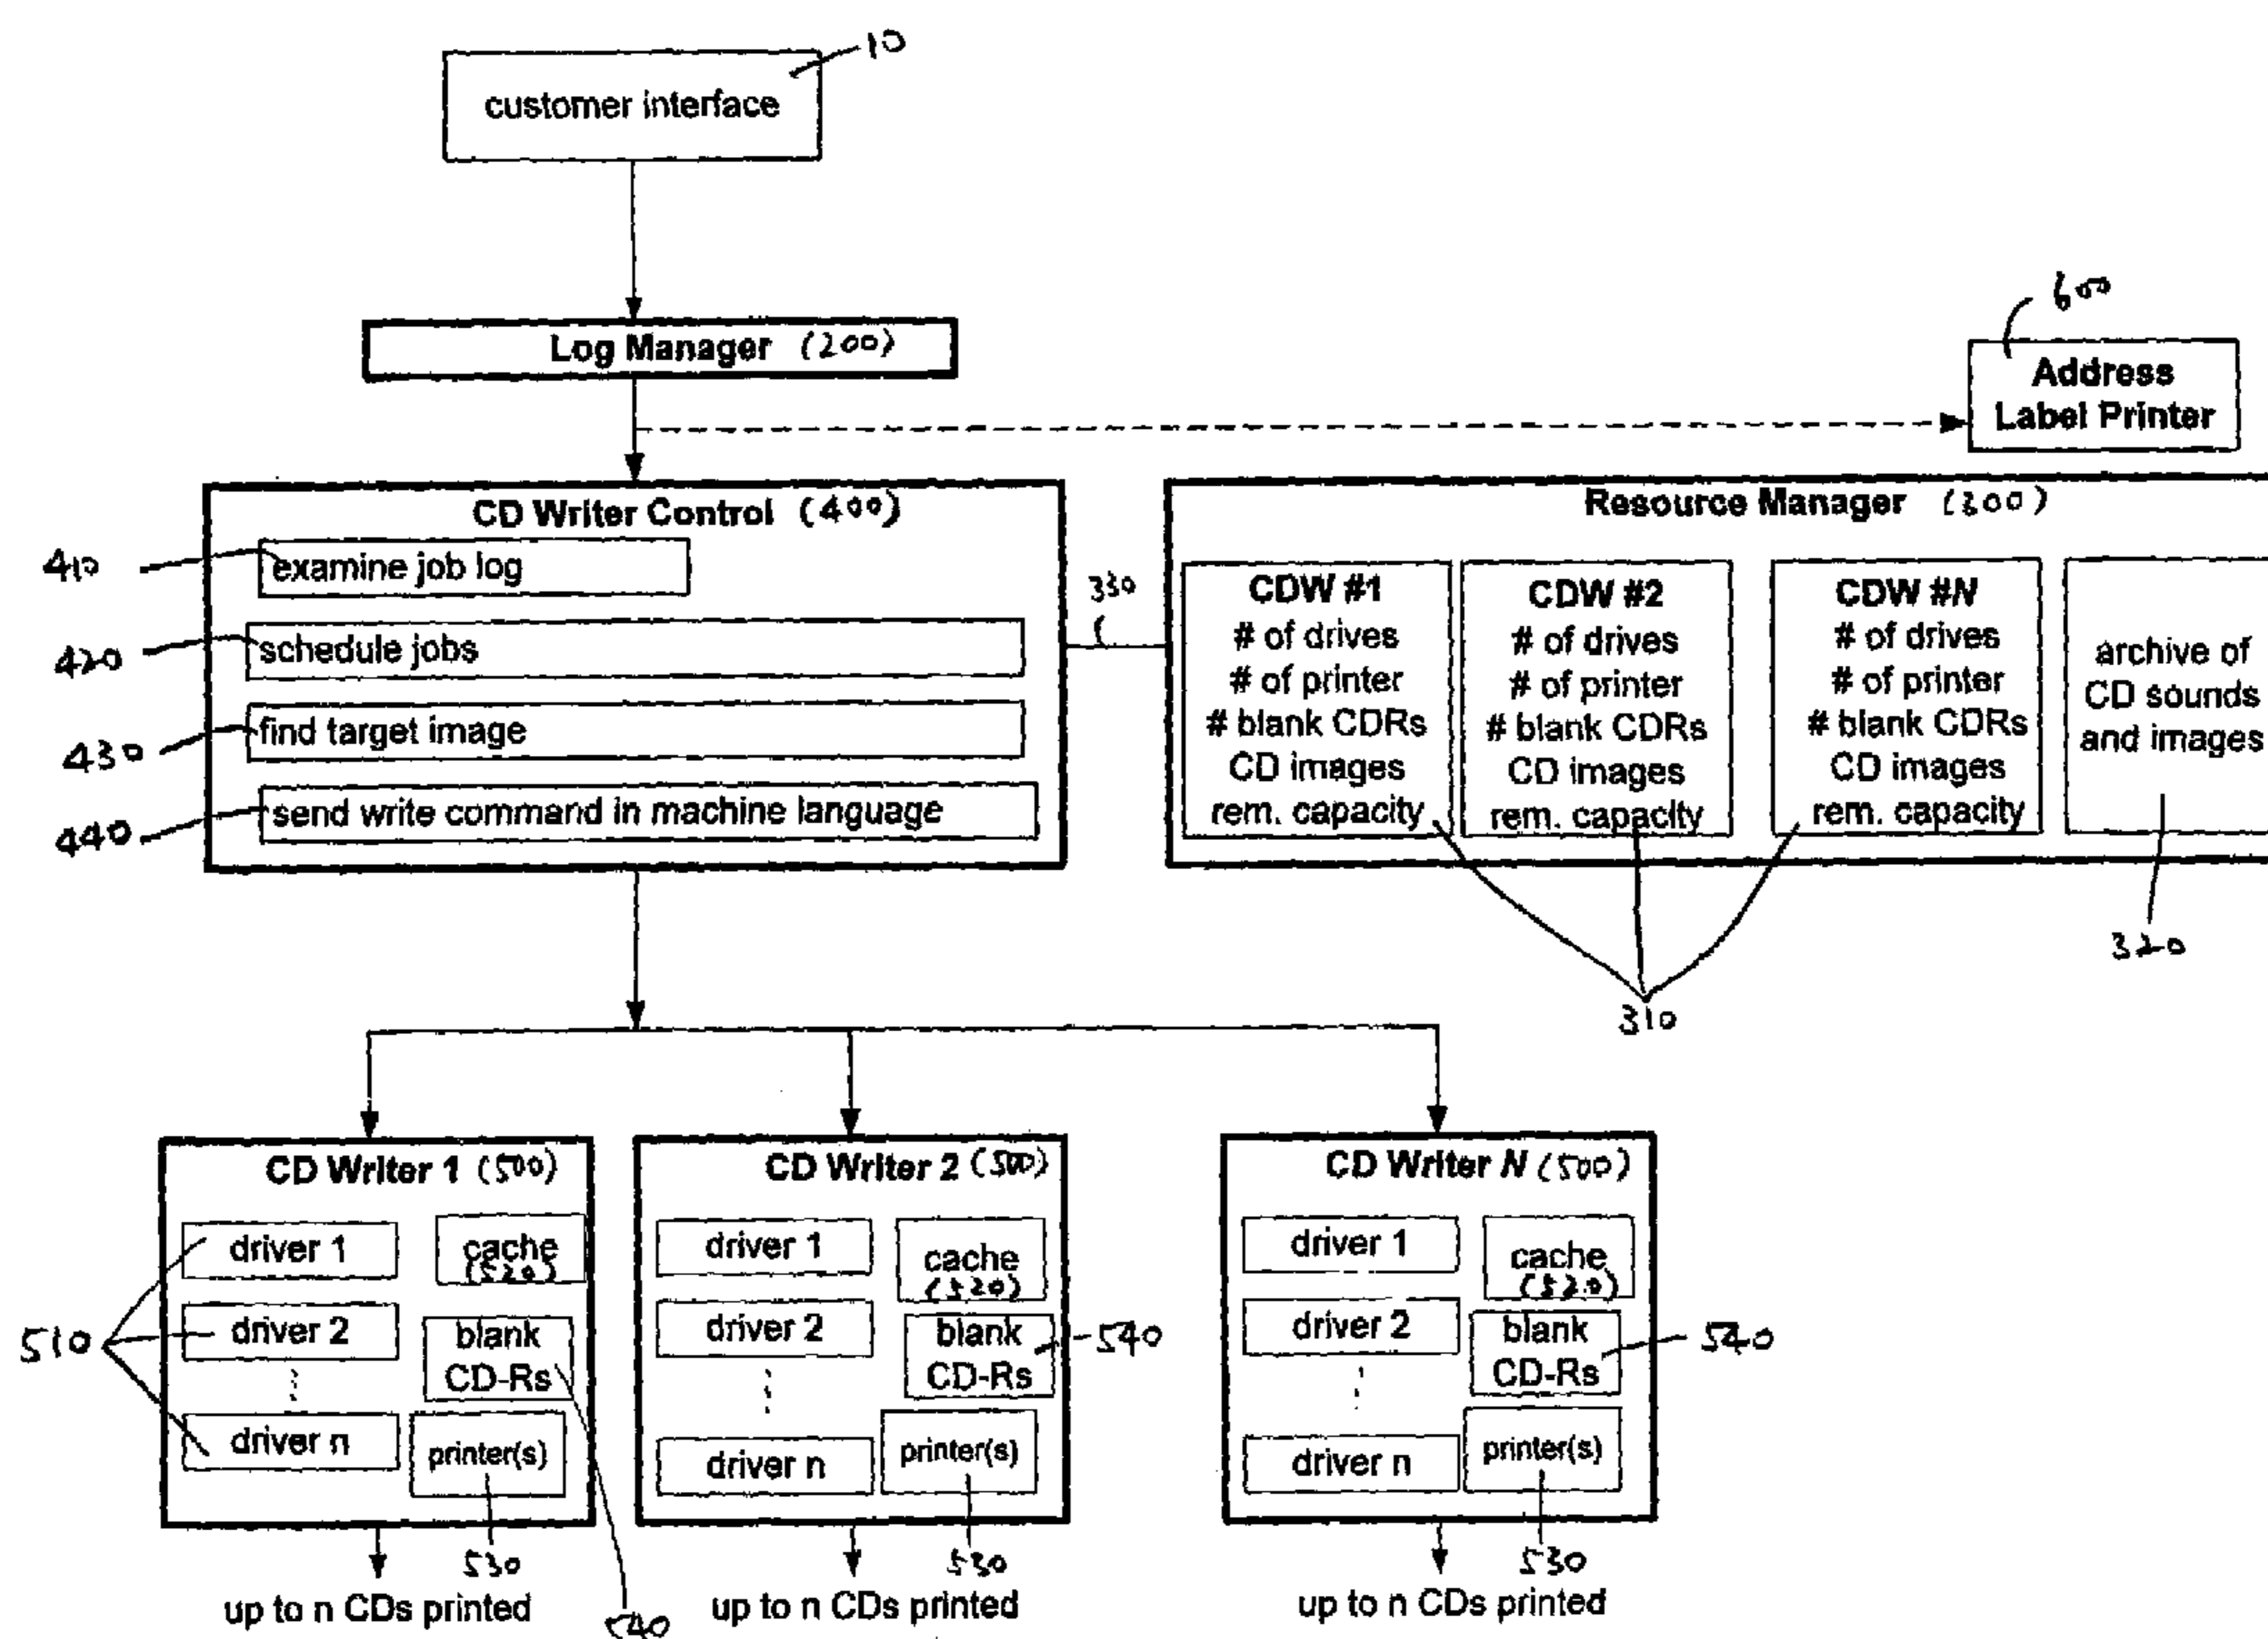 10
customer interface
Log Manager (200)
600
Address
Label Printer
CD Writer Control (400)
410
examine job log
420
schedule jobs
430
find target image
440
send write command in machine language
330
Resource Manager (300)
CDW #1
# of drives
# of printer
# blank CDRs
CD images
rem. capacity
CDW #2
# of drives
# of printer
# blank CDRs
CD images
rem. capacity
CDW #N
# of drives
# of printer
# blank CDRs
CD images
rem. capacity
archive of
CD sounds
and images
310
320
CD Writer 1 (500)
driver 1
driver 2
driver n
510
cache
(520)
blank
CD-Rs
printer(s)
530
540
up to n CDs printed
CD Writer 2 (500)
driver 1
driver 2
driver n
cache
(520)
blank
CD-Rs
540
printer(s)
530
up to n CDs printed
CD Writer N (500)
driver 1
driver 2
driver n
cache
(520)
blank
CD-Rs
540
printer(s)
530
up to n CDs printed